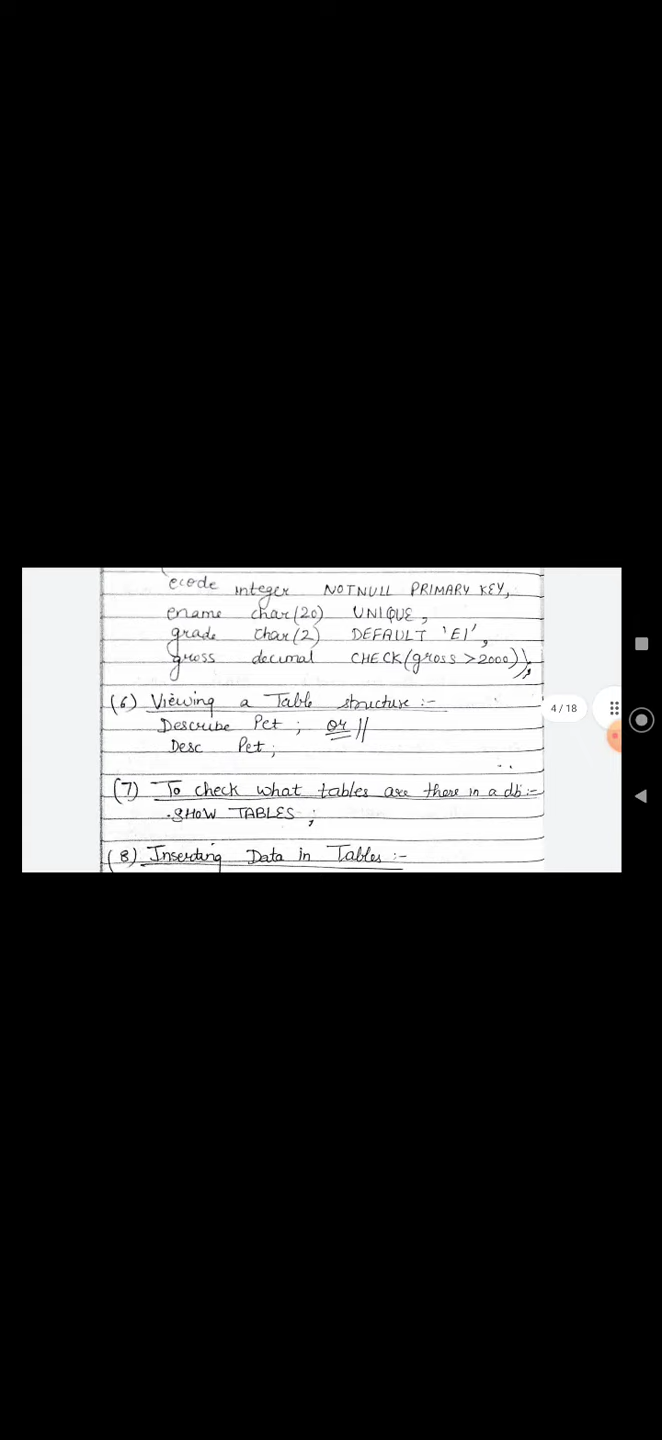 ecode integer NOTNULL PRIMARY KEY,
ename char(20) UNIQUE,
grade char(2) DEFAULT 'E1',
gross decimal CHECK(gross >2000));
(6) Viewing a Table structure :-
Describe Pet ; or //
Desc Pet ;
4 / 18
(7) To check what tables are there in a db:-
.SHOW TABLES ;
(8) Inserting Data in Tables :-